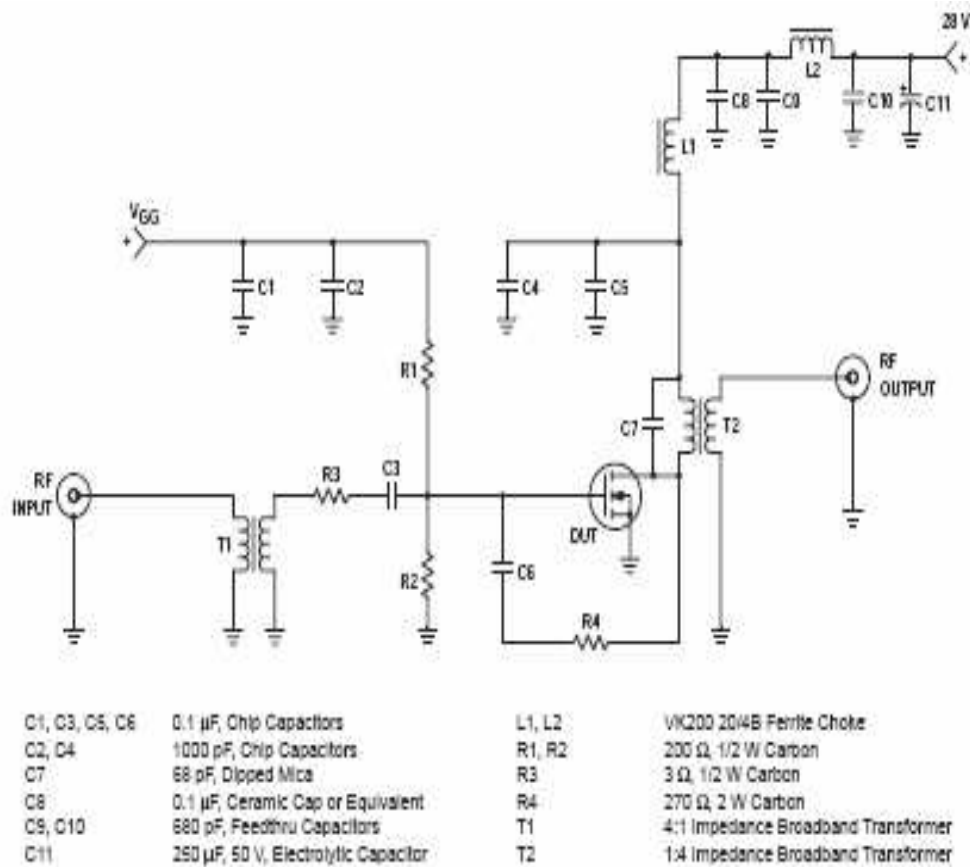 28 V
+
L2
C8
C9
C10
+
C11
L1
VGG
+
C1
C2
C4
C5
R1
RF
OUTPUT
C7
T2
RF
INPUT
R3
C3
DUT
T1
R2
C6
R4
C1, C3, C5, C6 0.1 µF, Chip Capacitors
C2, C4 1000 pF, Chip Capacitors
C7 68 pF, Dipped Mica
C8 0.1 µF, Ceramic Cap or Equivalent
C9, C10 680 pF, Feedthru Capacitors
C11 250 µF, 50 V, Electrolytic Capacitor
L1, L2 VK200 20/4B Ferrite Choke
R1, R2 200 Ω, 1/2 W Carbon
R3 3 Ω, 1/2 W Carbon
R4 270 Ω, 2 W Carbon
T1 4:1 Impedance Broadband Transformer
T2 1:4 Impedance Broadband Transformer